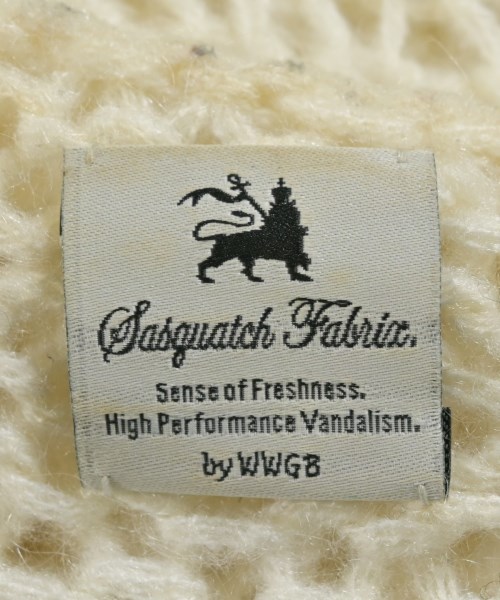 Sasquatch Fabrix.
Sense of Freshness.
High Performance Vandalism.
by WWGB